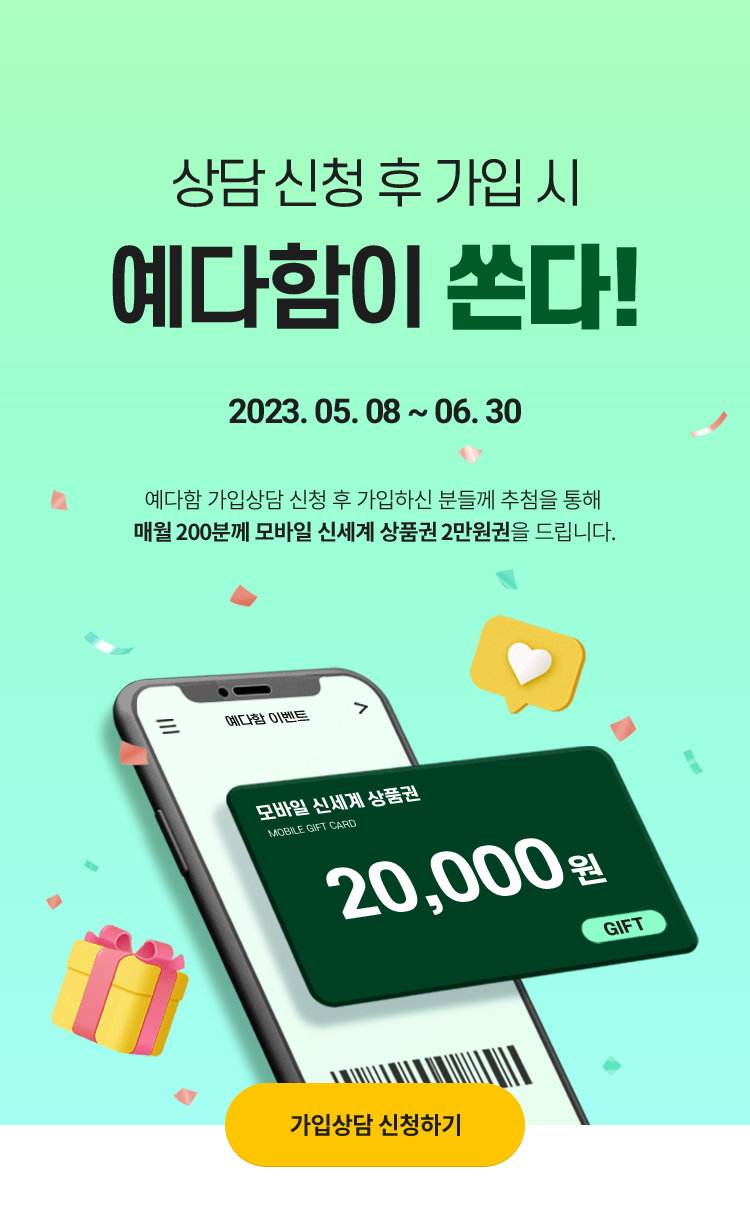 상담 신청 후 가입 시
예다함이 쏜다!
2023. 05. 08 ~ 06. 30
예다함 가입상담 신청 후 가입하신 분들께 추첨을 통해
매월 200분께 모바일 신세계 상품권 2만원권을 드립니다.
예다함 이벤트
모바일 신세계 상품권
MOBILE GIFT CARD
20,000원
GIFT
가입상담 신청하기